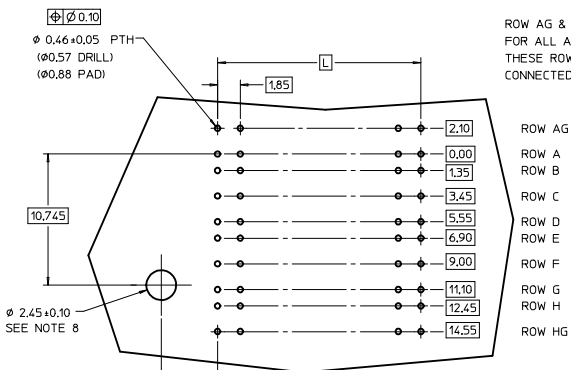 ⌖ Ø 0.10
ROW AG &
ø 0.46±0.05 PTH
FOR ALL A
(ø0.57 DRILL)
THESE ROW
(ø0.88 PAD)
CONNECTED
L
1.85
2.10 ROW AG
0.00 ROW A
1.35 ROW B
3.45 ROW C
10.745
5.55 ROW D
6.90 ROW E
9.00 ROW F
11.10 ROW G
12.45 ROW H
14.55 ROW HG
ø 2.45±0.10
SEE NOTE 8